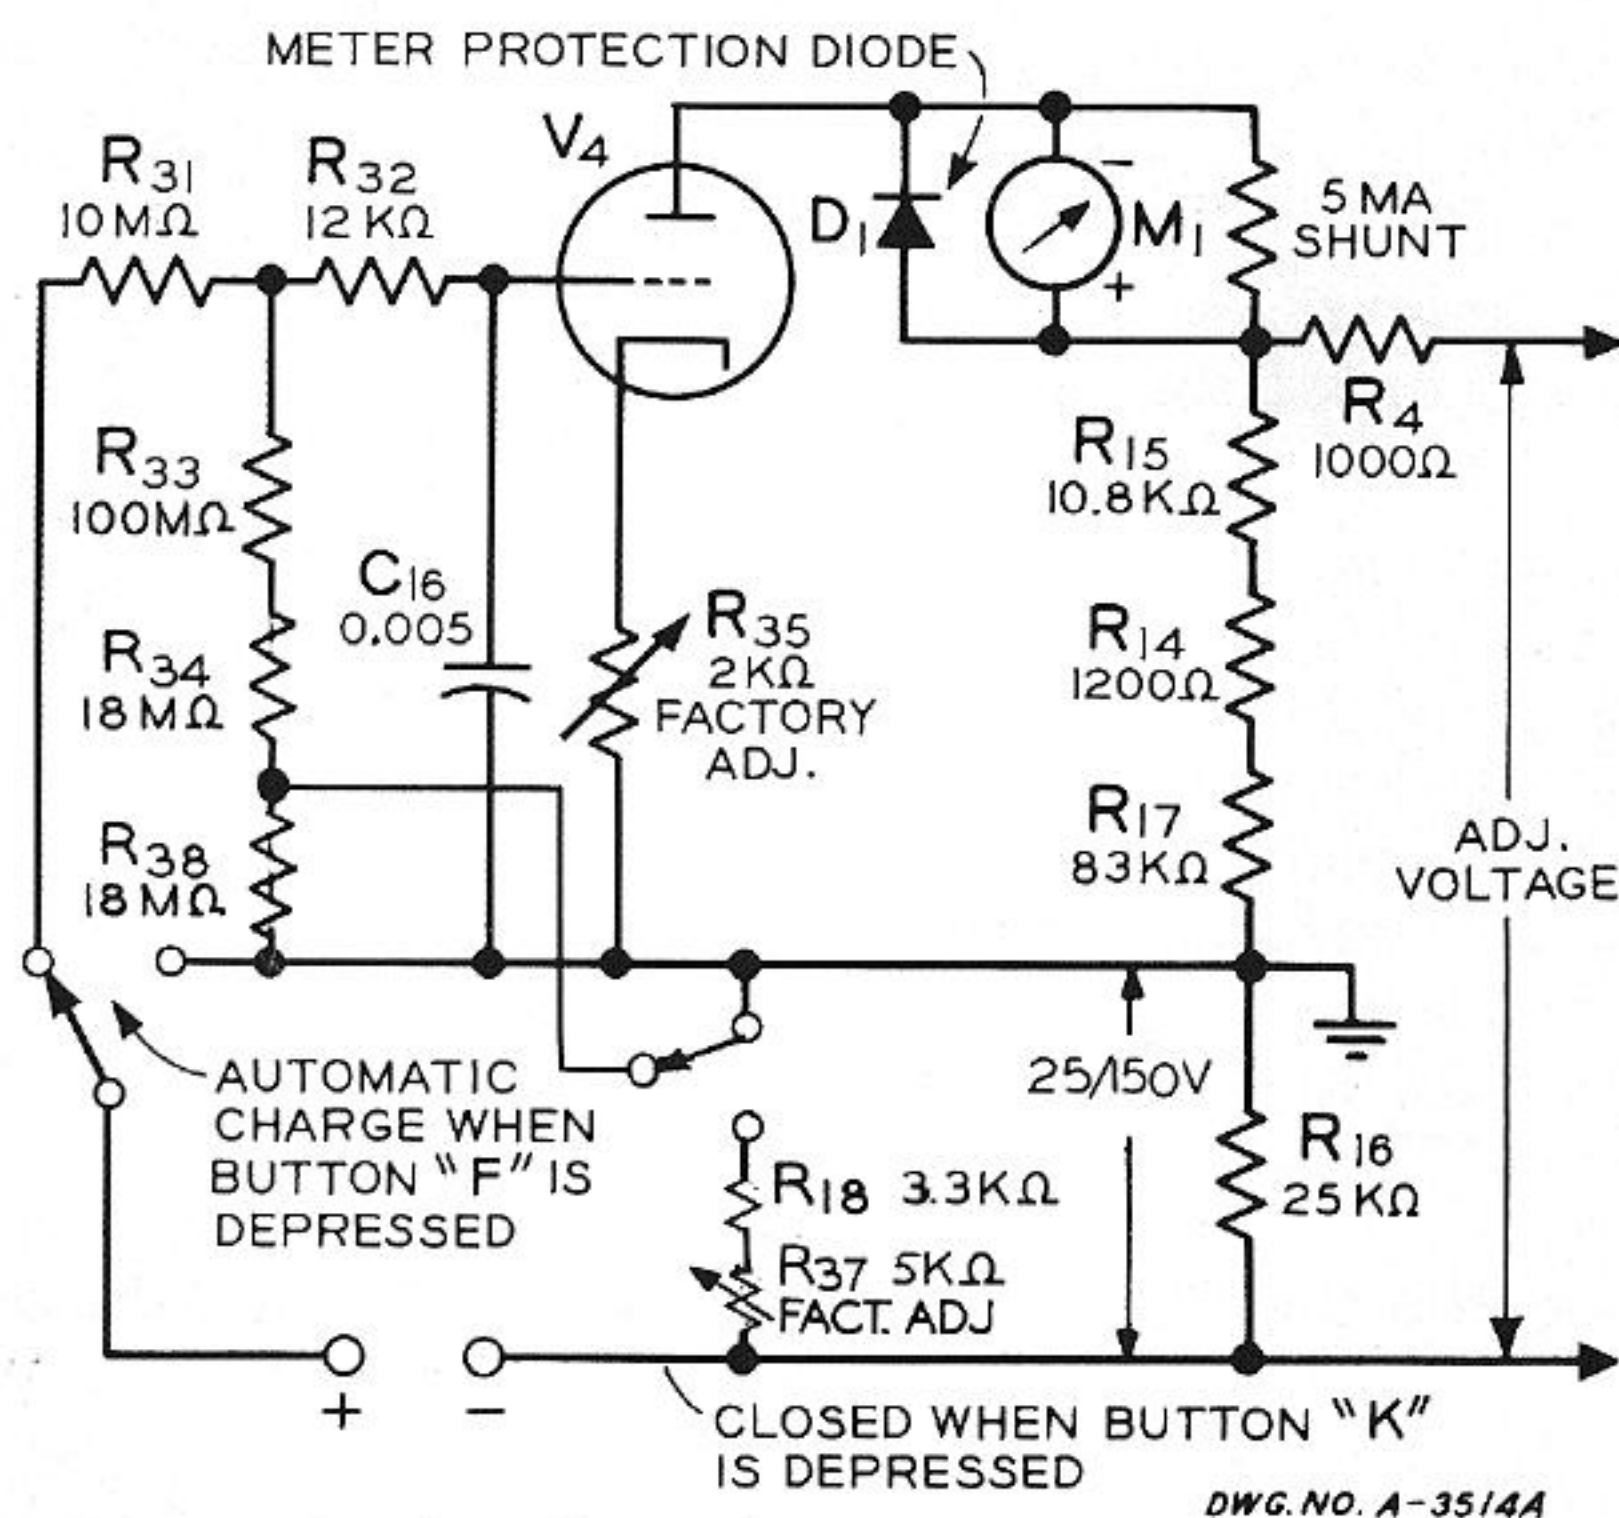 METER PROTECTION DIODE
V4
R31
10MΩ
R32
12KΩ
D1
-
M1
+
5 MA
SHUNT
R4
1000Ω
R33
100MΩ
R15
10.8KΩ
C16
0.005
R34
18MΩ
R35
2KΩ
FACTORY
ADJ.
R14
1200Ω
R38
18MΩ
R17
83KΩ
ADJ.
VOLTAGE
AUTOMATIC
CHARGE WHEN
BUTTON "F" IS
DEPRESSED
25/150V
R18 3.3KΩ
R16
25KΩ
R37 5KΩ
FACT. ADJ
+
-
CLOSED WHEN BUTTON "K"
IS DEPRESSED
DWG. NO. A-3514A